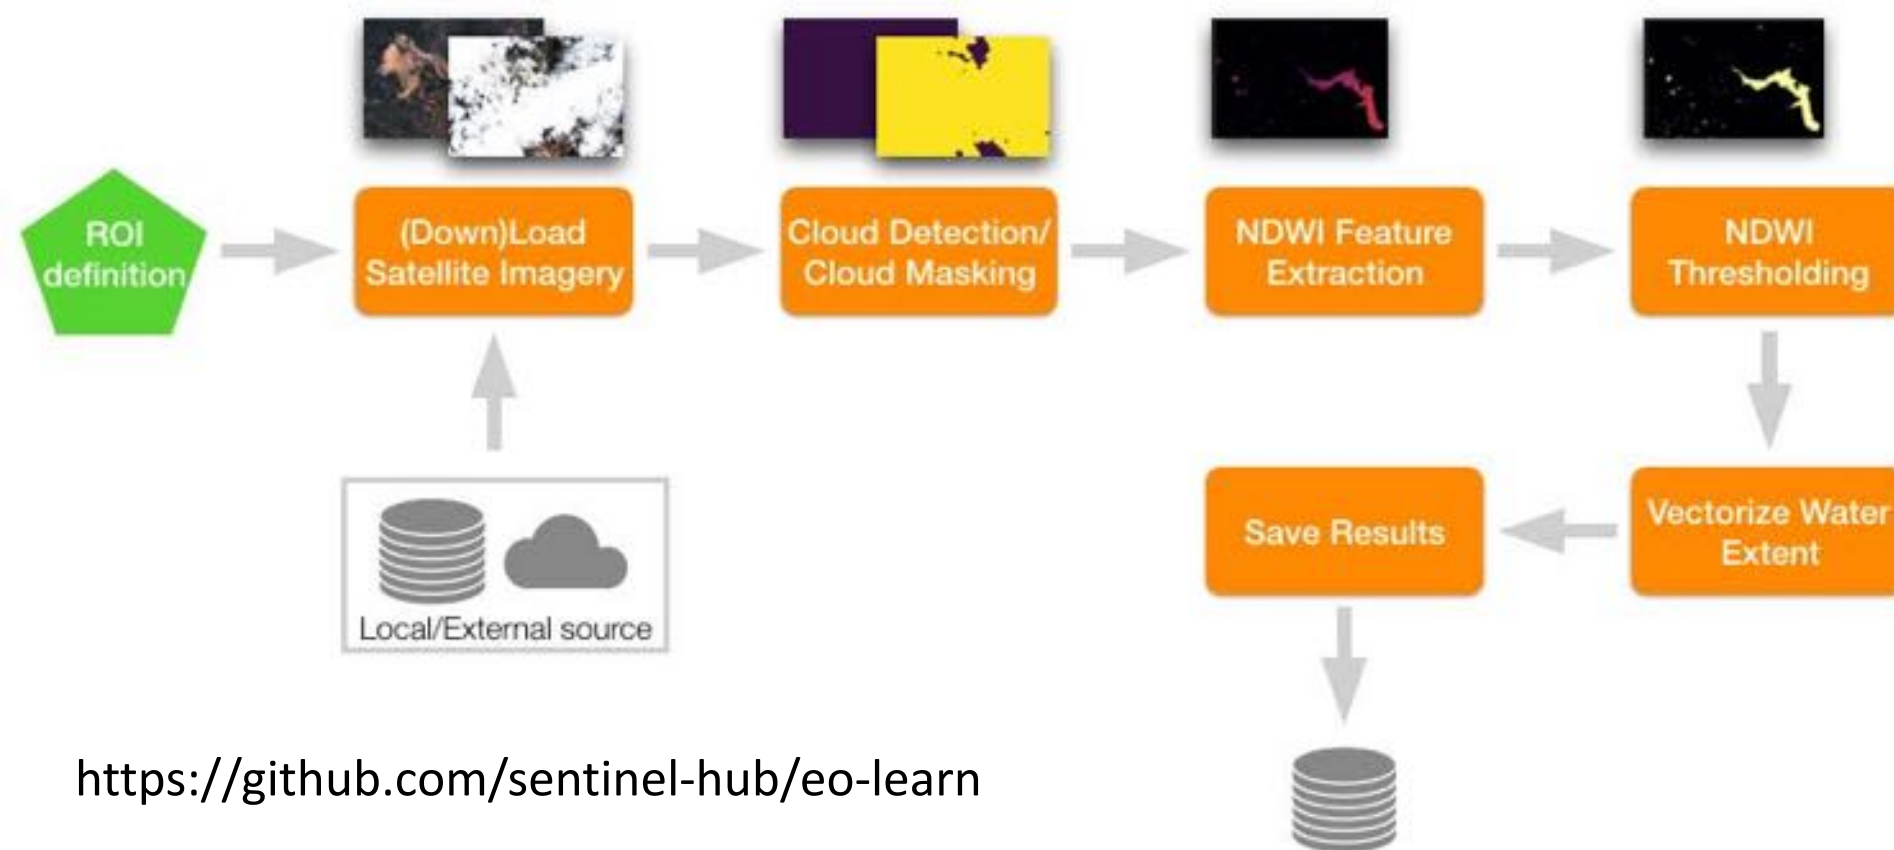 ROI
definition
(Down)Load
Satellite Imagery
Cloud Detection/
Cloud Masking
NDWI Feature
Extraction
NDWI
Thresholding
Local/External source
Save Results
Vectorize Water
Extent
https://github.com/sentinel-hub/eo-learn